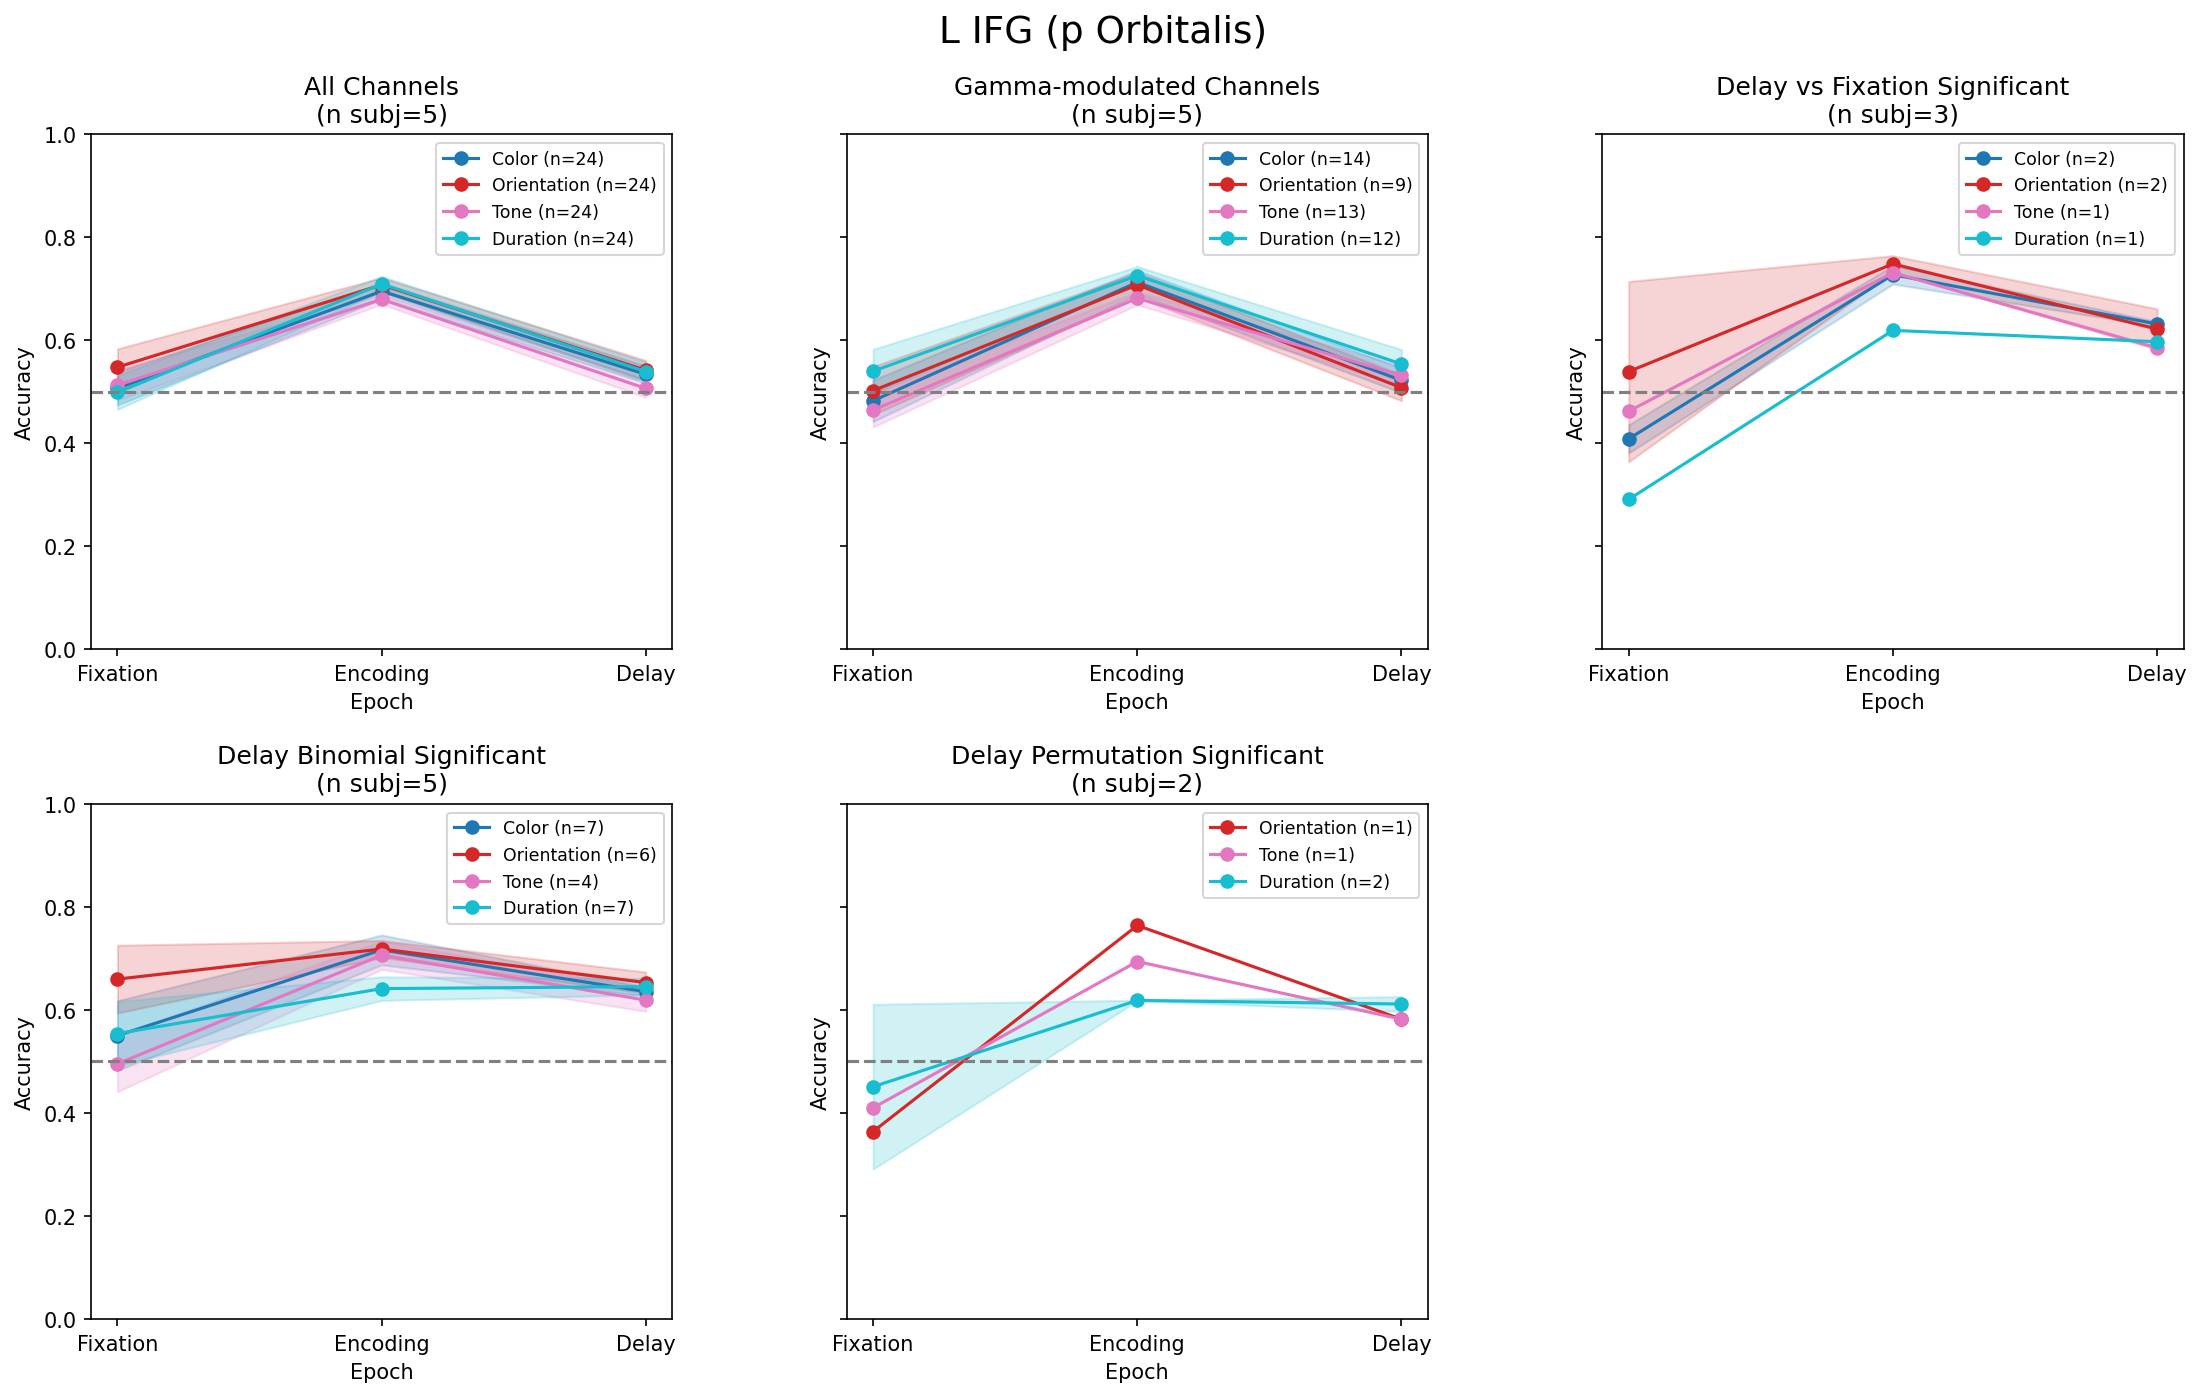 L IFG (p Orbitalis)
All Channels
(n subj=5)
1.0
0.8
0.6
0.4
0.2
0.0
Accuracy
Color (n=24)
Orientation (n=24)
Tone (n=24)
Duration (n=24)
Fixation Encoding Delay
Epoch
Gamma-modulated Channels
(n subj=5)
Accuracy
Color (n=14)
Orientation (n=9)
Tone (n=13)
Duration (n=12)
Fixation Encoding Delay
Epoch
Delay vs Fixation Significant
(n subj=3)
Accuracy
Color (n=2)
Orientation (n=2)
Tone (n=1)
Duration (n=1)
Fixation Encoding Delay
Epoch
Delay Binomial Significant
(n subj=5)
1.0
0.8
0.6
0.4
0.2
0.0
Accuracy
Color (n=7)
Orientation (n=6)
Tone (n=4)
Duration (n=7)
Fixation Encoding Delay
Epoch
Delay Permutation Significant
(n subj=2)
Accuracy
Orientation (n=1)
Tone (n=1)
Duration (n=2)
Fixation Encoding Delay
Epoch